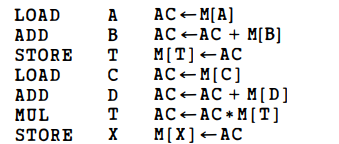 LOAD A AC←M[A]
ADD B AC←AC + M[B]
STORE T M[T]←AC
LOAD C AC←M[C]
ADD D AC←AC + M[D]
MUL T AC←AC*M[T]
STORE X M[X]←AC